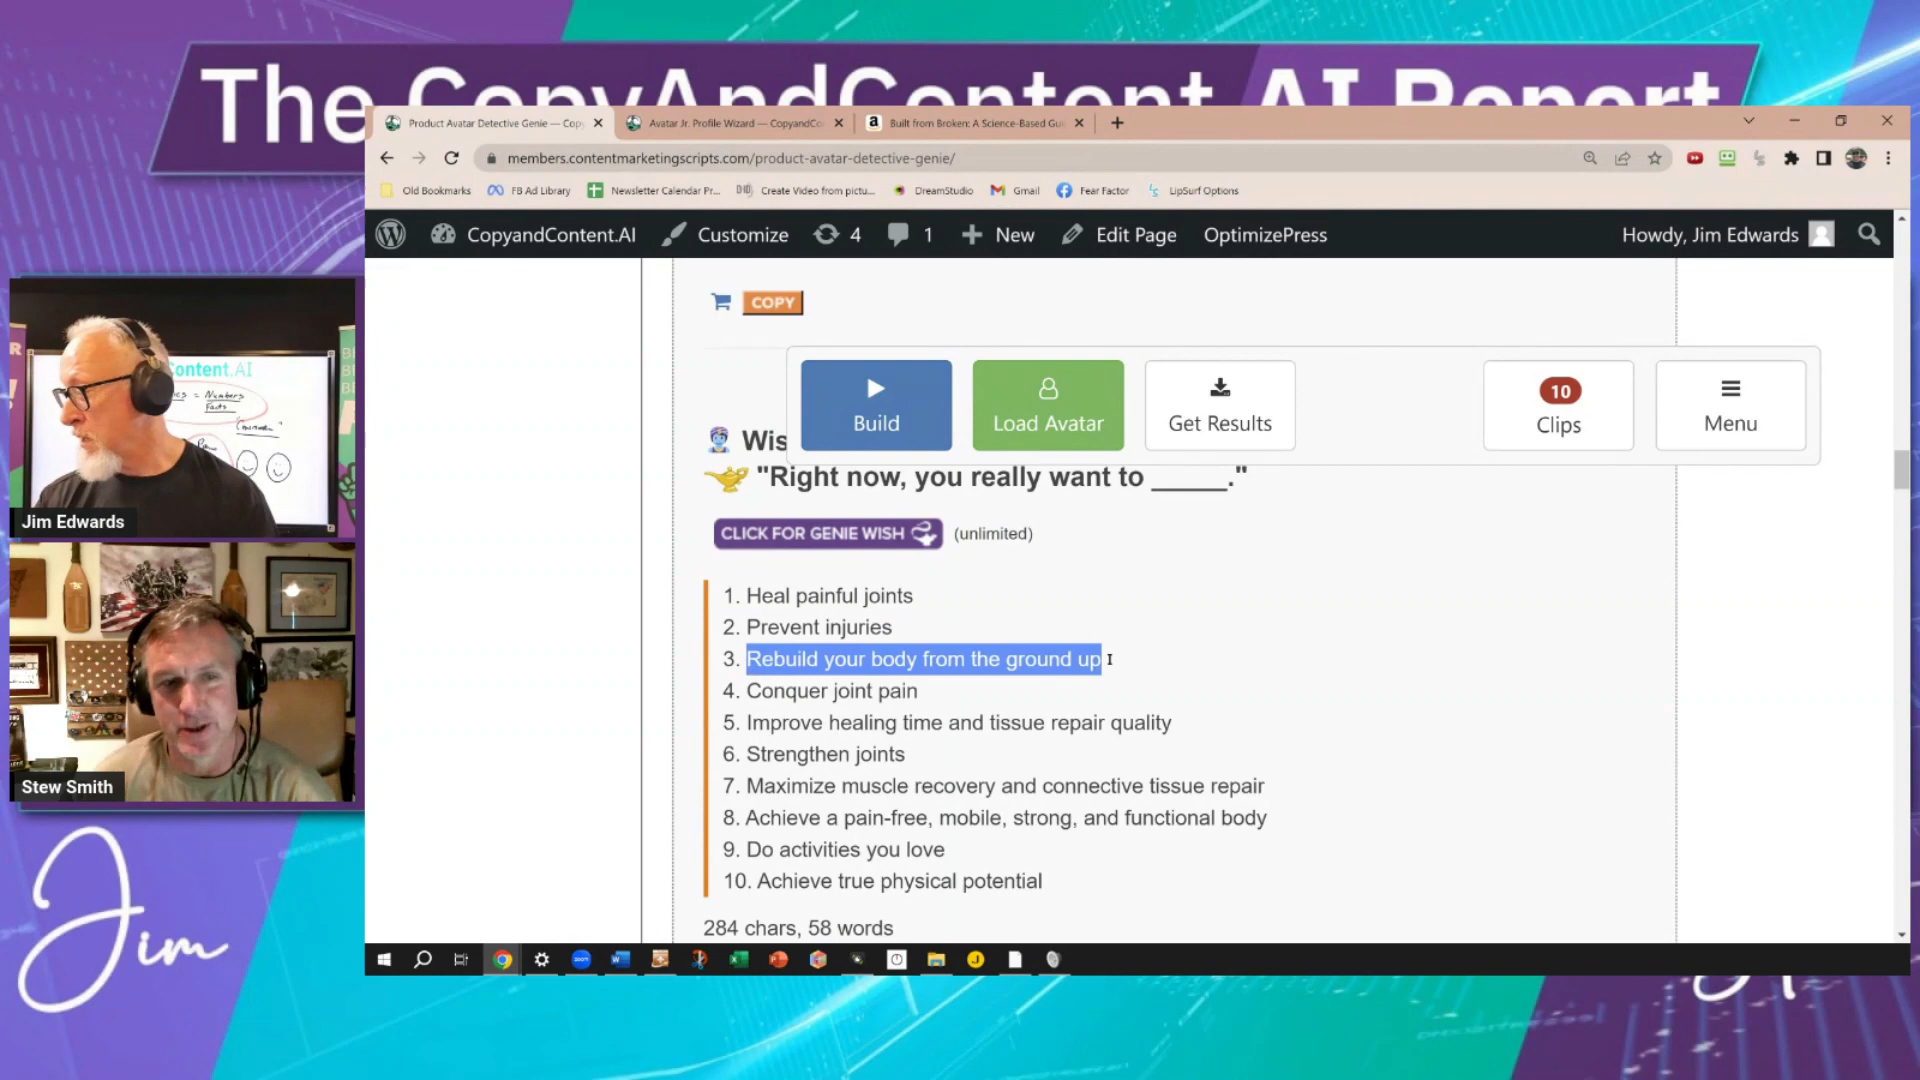 The CopyAndContent.AI Report
Product Avatar Detective Genie — Cop
Avatar Jr. Profile Wizard — CopyandCo
Built from Broken: A Science-Based Gui
members.contentmarketingscripts.com/product-avatar-detective-genie/
Old Bookmarks
FB Ad Library
Newsletter Calendar Pr...
Create Video from pictu...
DreamStudio
Gmail
Fear Factor
LipSurf Options
CopyandContent.AI
Customize
4
1
New
Edit Page
OptimizePress
Howdy, Jim Edwards
COPY
Build
Load Avatar
Get Results
10
Clips
Menu
Wis
"Right now, you really want to _____."
CLICK FOR GENIE WISH
(unlimited)
1. Heal painful joints
2. Prevent injuries
3. Rebuild your body from the ground up
4. Conquer joint pain
5. Improve healing time and tissue repair quality
6. Strengthen joints
7. Maximize muscle recovery and connective tissue repair
8. Achieve a pain-free, mobile, strong, and functional body
9. Do activities you love
10. Achieve true physical potential
284 chars, 58 words
ontent.AI
= Numbers
Facts
Jim Edwards
Stew Smith
Jim